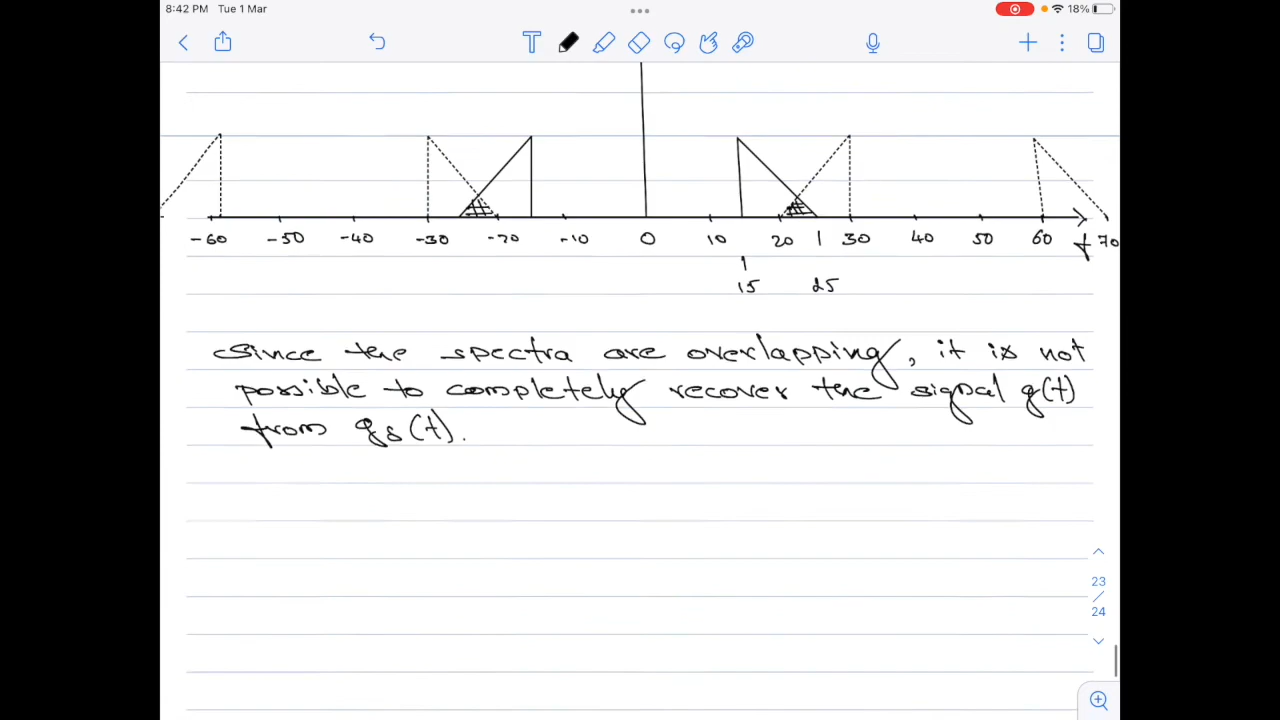 8:42 PM Tue 1 Mar
18%
-60 -50 -40 -30 -20 -10 0 10 20 30 40 50 60 f 70
15 25
Since the spectra are overlapping, it is not
possible to completely recover the signal g(t)
from gs(t).
23
24